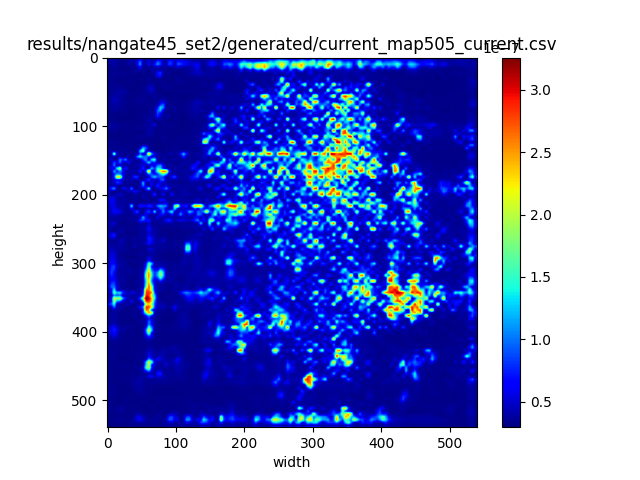 results/nangate45_set2/generated/current_map505_current.csv
1e−7
0
100
200
300
400
500
height
0 100 200 300 400 500
width
3.0
2.5
2.0
1.5
1.0
0.5